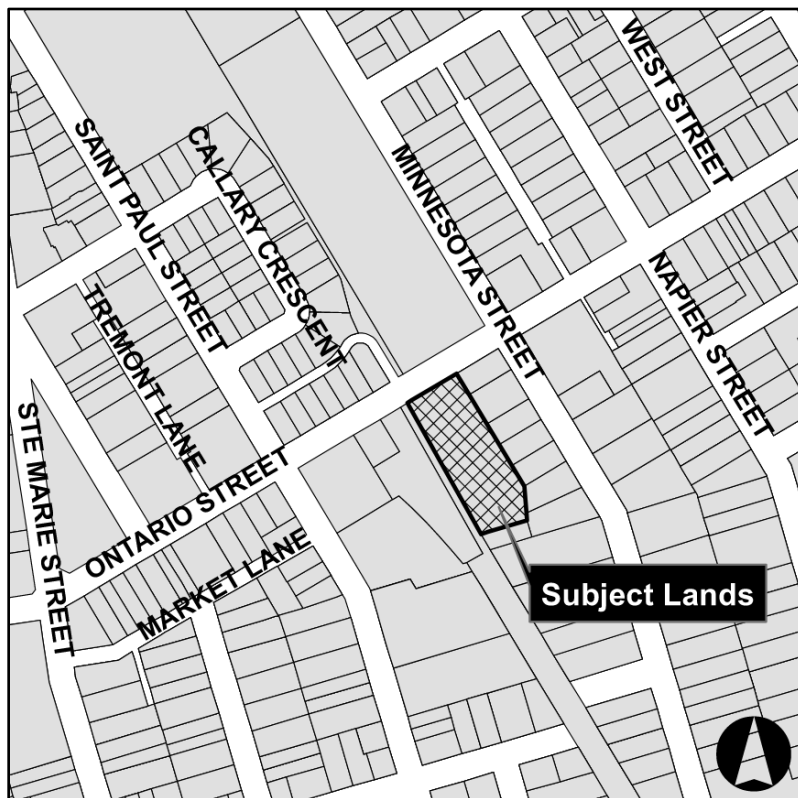 WEST STREET
SAINT PAUL STREET
CALLARY CRESCENT
MINNESOTA STREET
NAPIER STREET
TREMONT LANE
STE MARIE STREET
ONTARIO STREET
MARKET LANE
Subject Lands